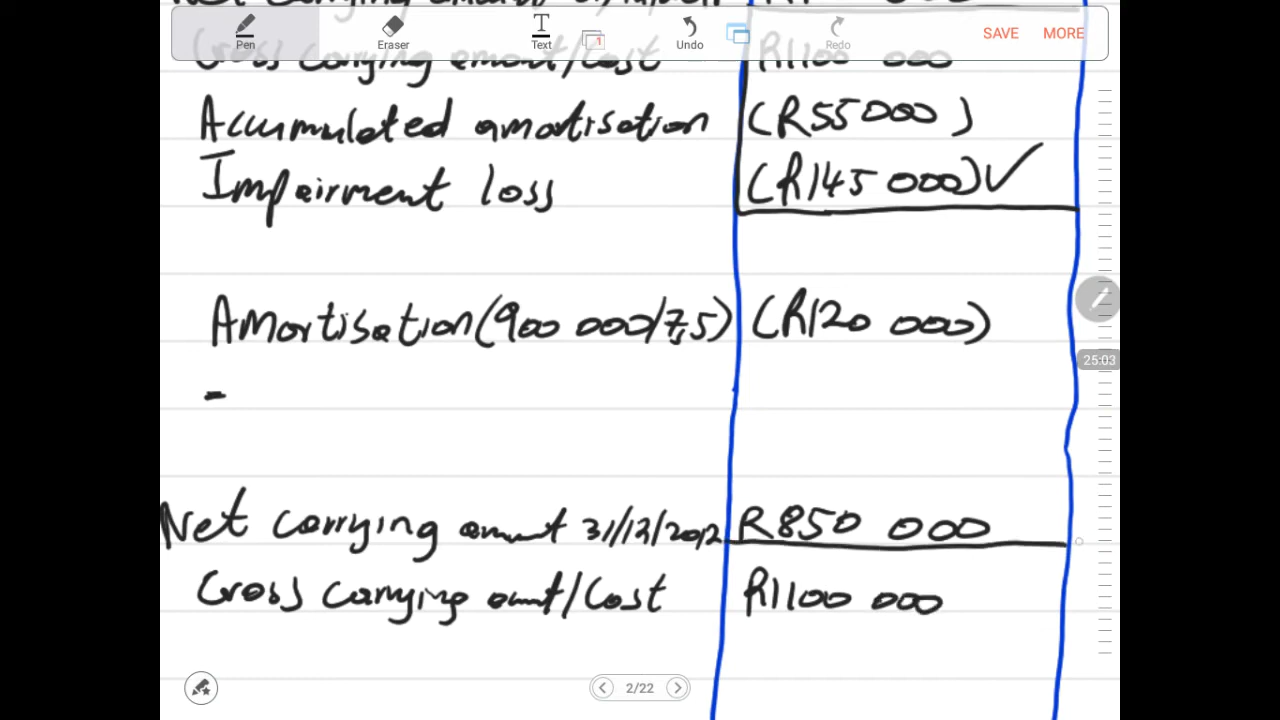 Pen Eraser Text 1 Undo Redo SAVE MORE
Gross carrying amount/Cost R1100 000
Accumulated amortisation (R55000)
Impairment loss (R145 000)✓
Amortisation(900 000/7,5) (R120 000)
25:03
-
Net carrying amount 31/12/2012 R850 000
Gross carrying amt/Cost R1100 000
2/22